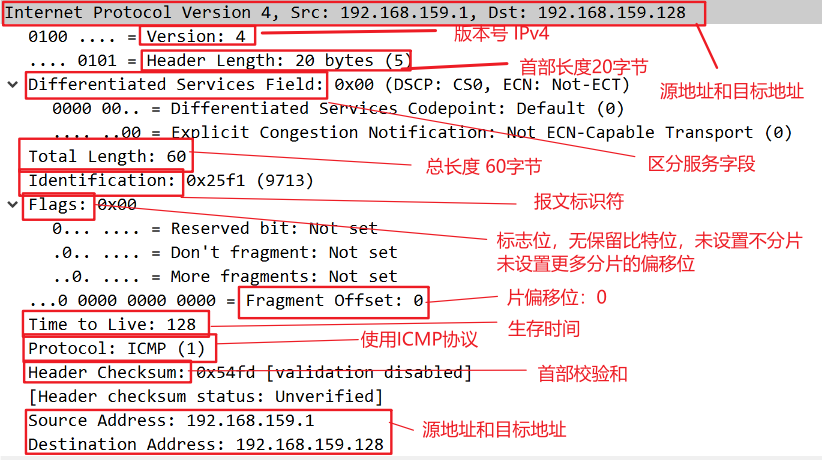 Internet Protocol Version 4, Src: 192.168.159.1, Dst: 192.168.159.128
0100 .... = Version: 4
版本号 IPv4
.... 0101 = Header Length: 20 bytes (5)
首部长度20字节
源地址和目标地址
Differentiated Services Field: 0x00 (DSCP: CS0, ECN: Not-ECT)
0000 00.. = Differentiated Services Codepoint: Default (0)
.... ..00 = Explicit Congestion Notification: Not ECN-Capable Transport (0)
Total Length: 60
总长度 60字节
区分服务字段
Identification: 0x25f1 (9713)
报文标识符
Flags: 0x00
0... .... = Reserved bit: Not set
.0.. .... = Don't fragment: Not set
标志位，无保留比特位，未设置不分片
未设置更多分片的偏移位
..0. .... = More fragments: Not set
...0 0000 0000 0000 = Fragment Offset: 0
片偏移位：0
Time to Live: 128
生存时间
Protocol: ICMP (1)
使用ICMP协议
Header Checksum: 0x54fd [validation disabled]
首部校验和
[Header checksum status: Unverified]
Source Address: 192.168.159.1
源地址和目标地址
Destination Address: 192.168.159.128